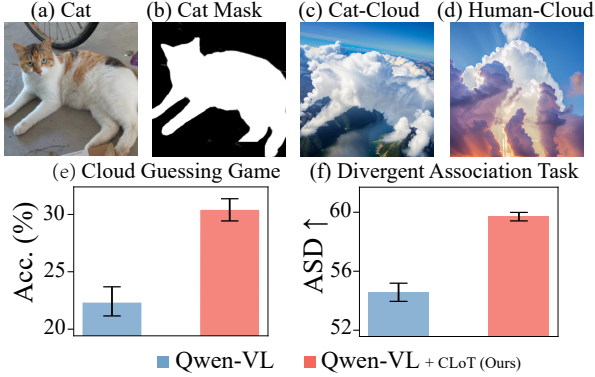 (a) Cat (b) Cat Mask (c) Cat-Cloud (d) Human-Cloud
(e) Cloud Guessing Game (f) Divergent Association Task
Acc. (%)
30
22
20
ASD ↑
60
56
52
Qwen-VL Qwen-VL + CLoT (Ours)